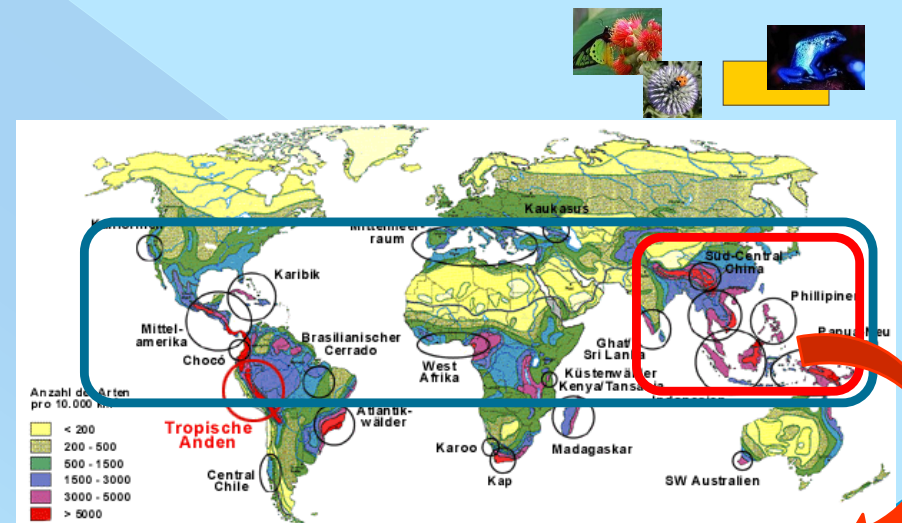 Kaukasus
raum
Süd-Central
China
Karibik
Phillipinen
Mittel-
amerika
Brasilianischer
Cerrado
Chocó
West
Afrika
Ghat/
Sri Lanka
Küstenwälder
Kenya/Tansania
Papua Neu
Anzahl der Arten
pro 10.000
< 200
200 - 500
500 - 1500
1500 - 3000
3000 - 5000
> 5000
Tropische
Anden
Atlantik-
wälder
Central
Chile
Karoo
Kap
Madagaskar
SW Australien